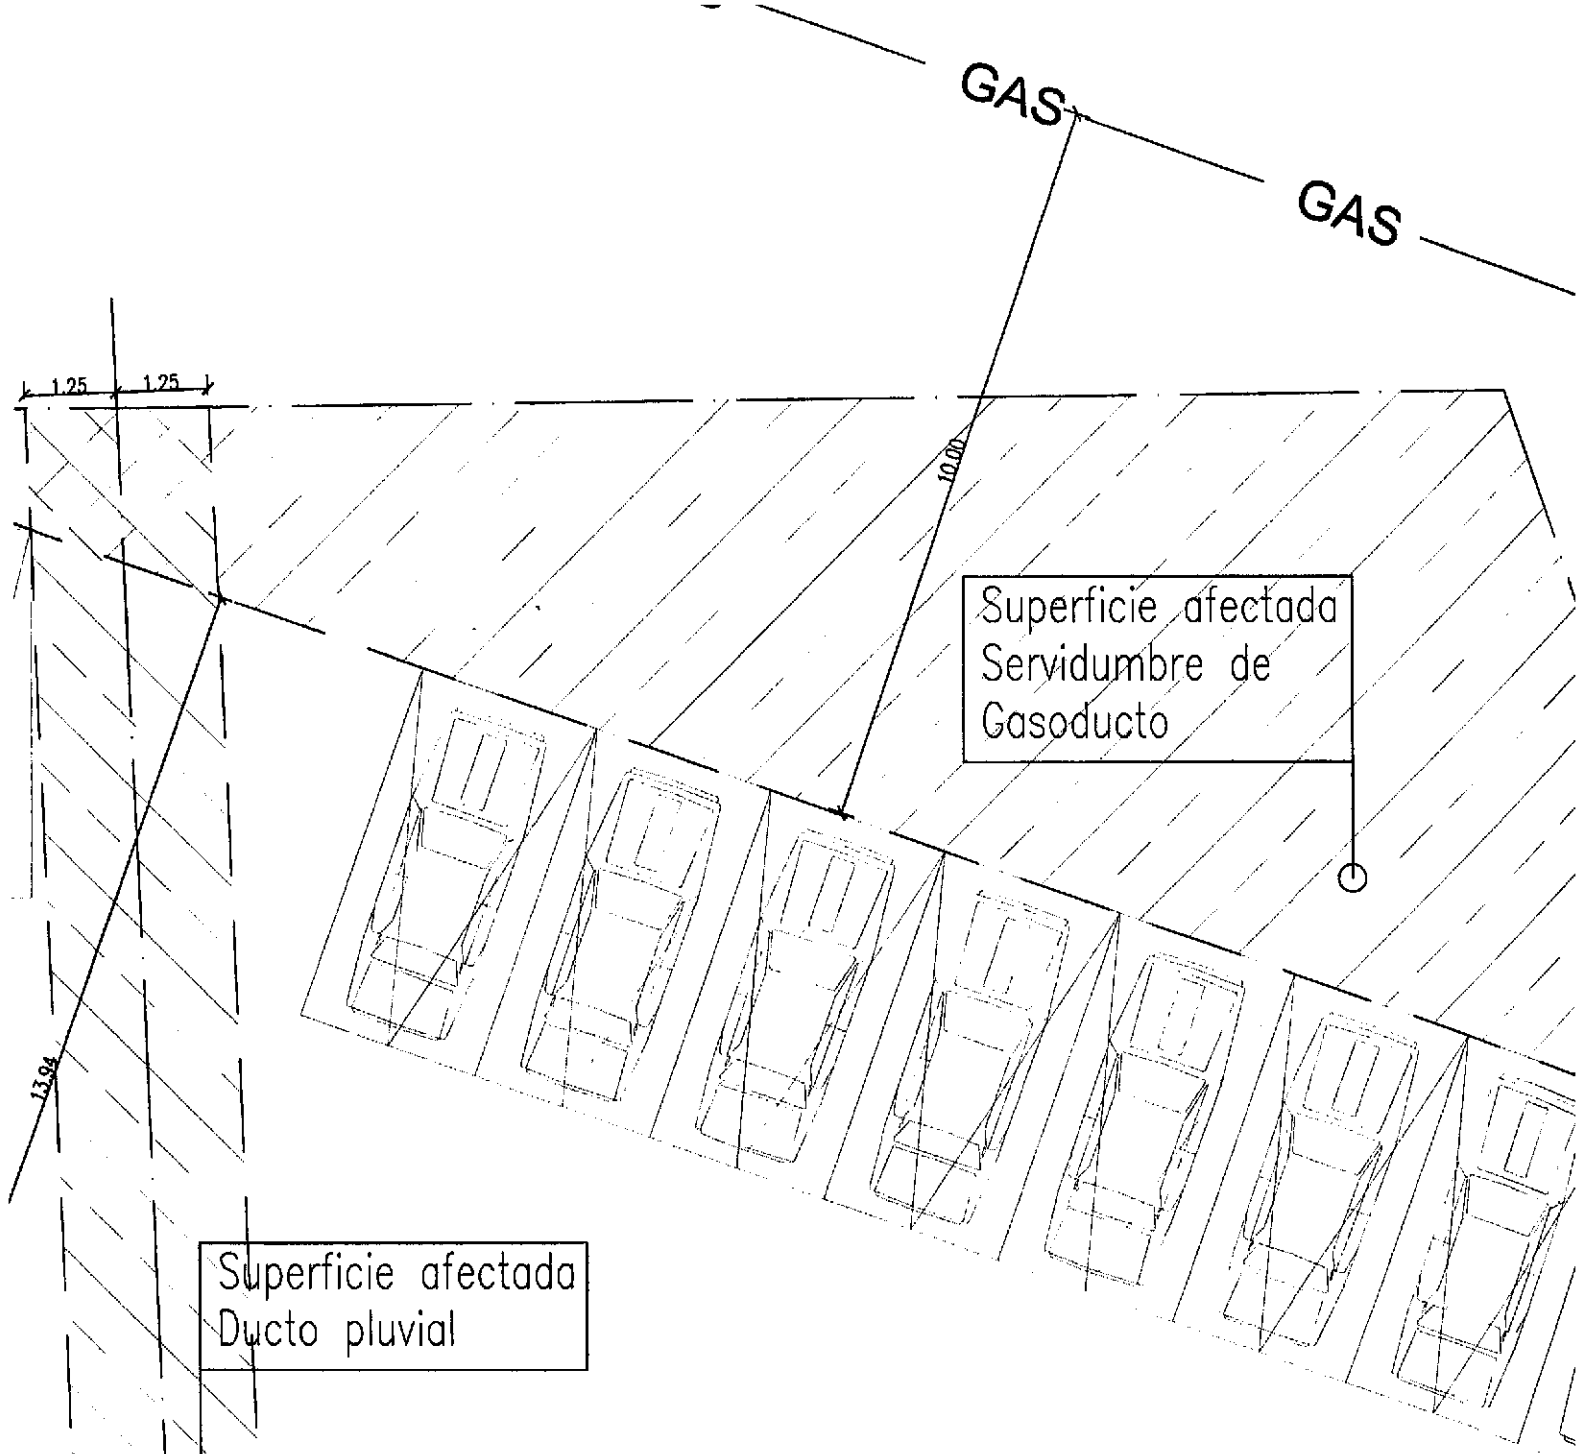 GAS
GAS
1.25
1.25
10.00
Superficie afectada
Servidumbre de
Gasoducto
13.94
Superficie afectada
Ducto pluvial